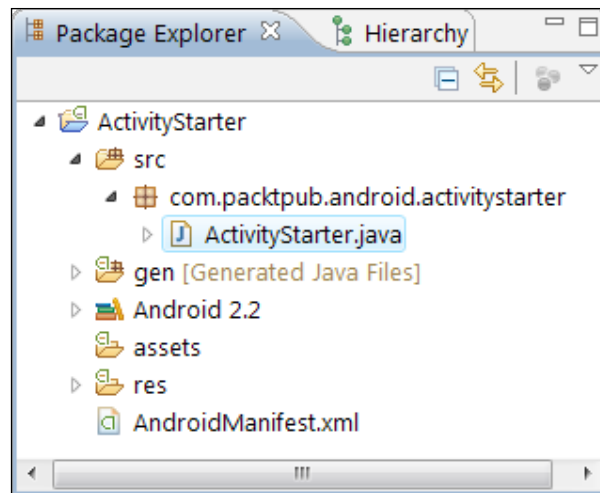 Package Explorer Hierarchy
ActivityStarter
src
com.packtpub.android.activitystarter
ActivityStarter.java
gen [Generated Java Files]
Android 2.2
assets
res
AndroidManifest.xml